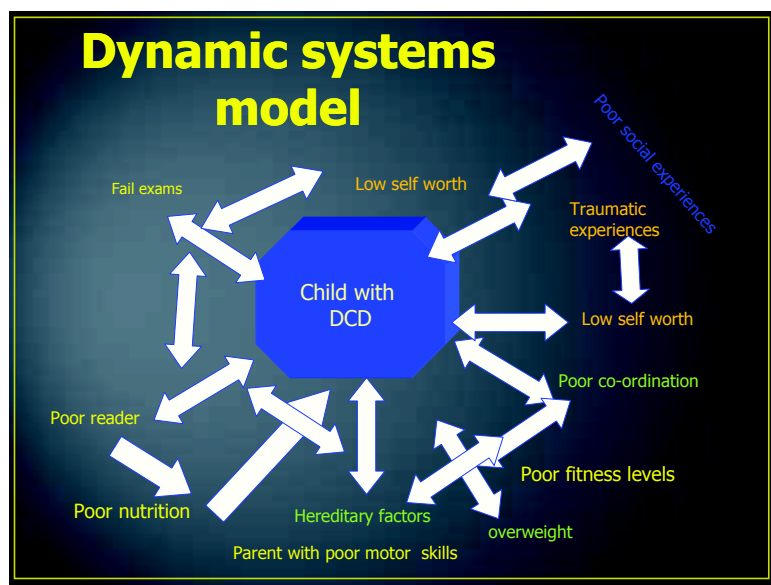 Dynamic systems
model
Poor social experiences
Fail exams
Low self worth
Traumatic
experiences
Child with
DCD
Low self worth
Poor co-ordination
Poor reader
Poor fitness levels
Poor nutrition
Hereditary factors
overweight
Parent with poor motor skills